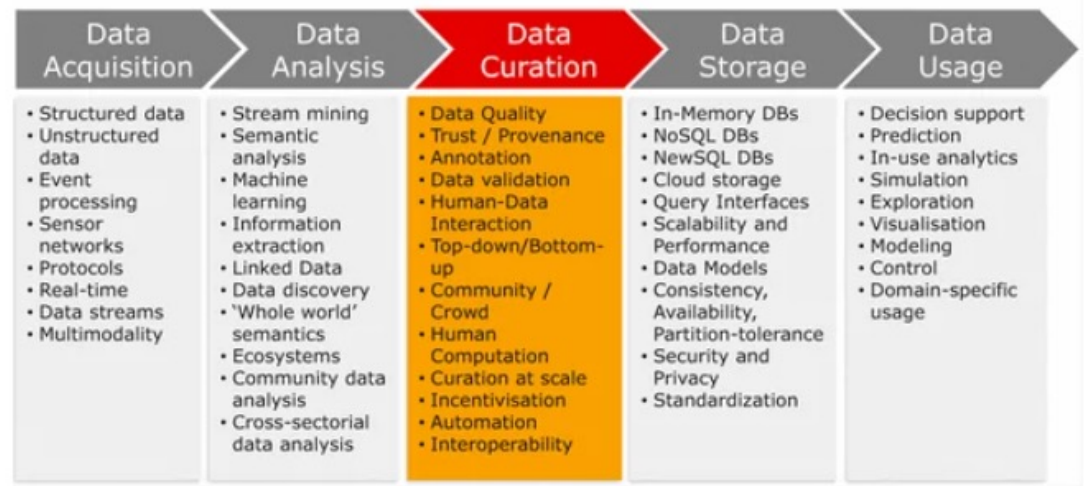 Data
Acquisition
Data
Analysis
Data
Curation
Data
Storage
Data
Usage
• Structured data
• Unstructured
data
• Event
processing
• Sensor
networks
• Protocols
• Real-time
• Data streams
• Multimodality
• Stream mining
• Semantic
analysis
• Machine
learning
• Information
extraction
• Linked Data
• Data discovery
• ‘Whole world’
semantics
• Ecosystems
• Community data
analysis
• Cross-sectorial
data analysis
• Data Quality
• Trust / Provenance
• Annotation
• Data validation
• Human-Data
Interaction
• Top-down/Bottom-
up
• Community /
Crowd
• Human
Computation
• Curation at scale
• Incentivisation
• Automation
• Interoperability
• In-Memory DBs
• NoSQL DBs
• NewSQL DBs
• Cloud storage
• Query Interfaces
• Scalability and
Performance
• Data Models
• Consistency,
Availability,
Partition-tolerance
• Security and
Privacy
• Standardization
• Decision support
• Prediction
• In-use analytics
• Simulation
• Exploration
• Visualisation
• Modeling
• Control
• Domain-specific
usage